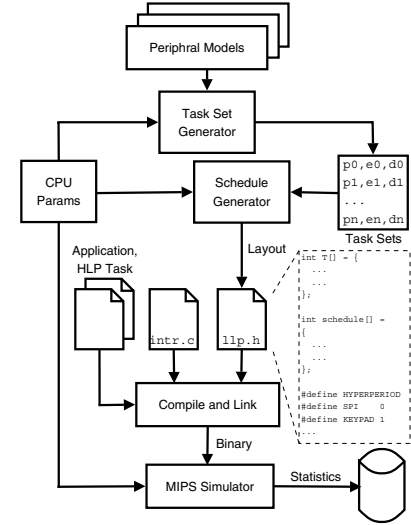 Periphral Models
Task Set
Generator
CPU
Params
Schedule
Generator
p0,e0,d0
p1,e1,d1
...
pn,en,dn
Task Sets
Application,
HLP Task
Layout
intr.c
llp.h
int T[] = {
...
...
};
int schedule[] =
{
...
...
};
#define HYPERPERIOD
#define SPI 0
#define KEYPAD 1
...
Compile and Link
Binary
MIPS Simulator
Statistics